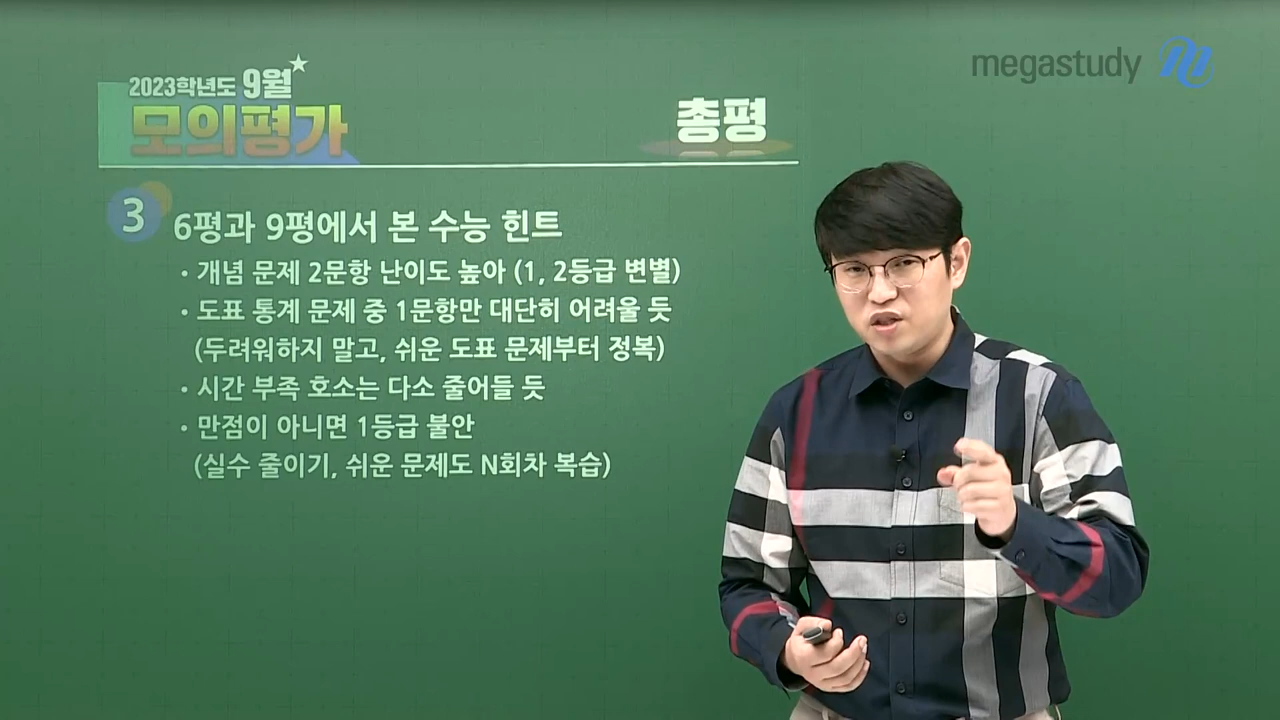 megastudy
2023학년도 9월
모의평가
총평
3
6평과 9평에서 본 수능 힌트
• 개념 문제 2문항 난이도 높아 (1, 2등급 변별)
• 도표 통계 문제 중 1문항만 대단히 어려울 듯
(두려워하지 말고, 쉬운 도표 문제부터 정복)
• 시간 부족 호소는 다소 줄어들 듯
• 만점이 아니면 1등급 불안
(실수 줄이기, 쉬운 문제도 N회차 복습)